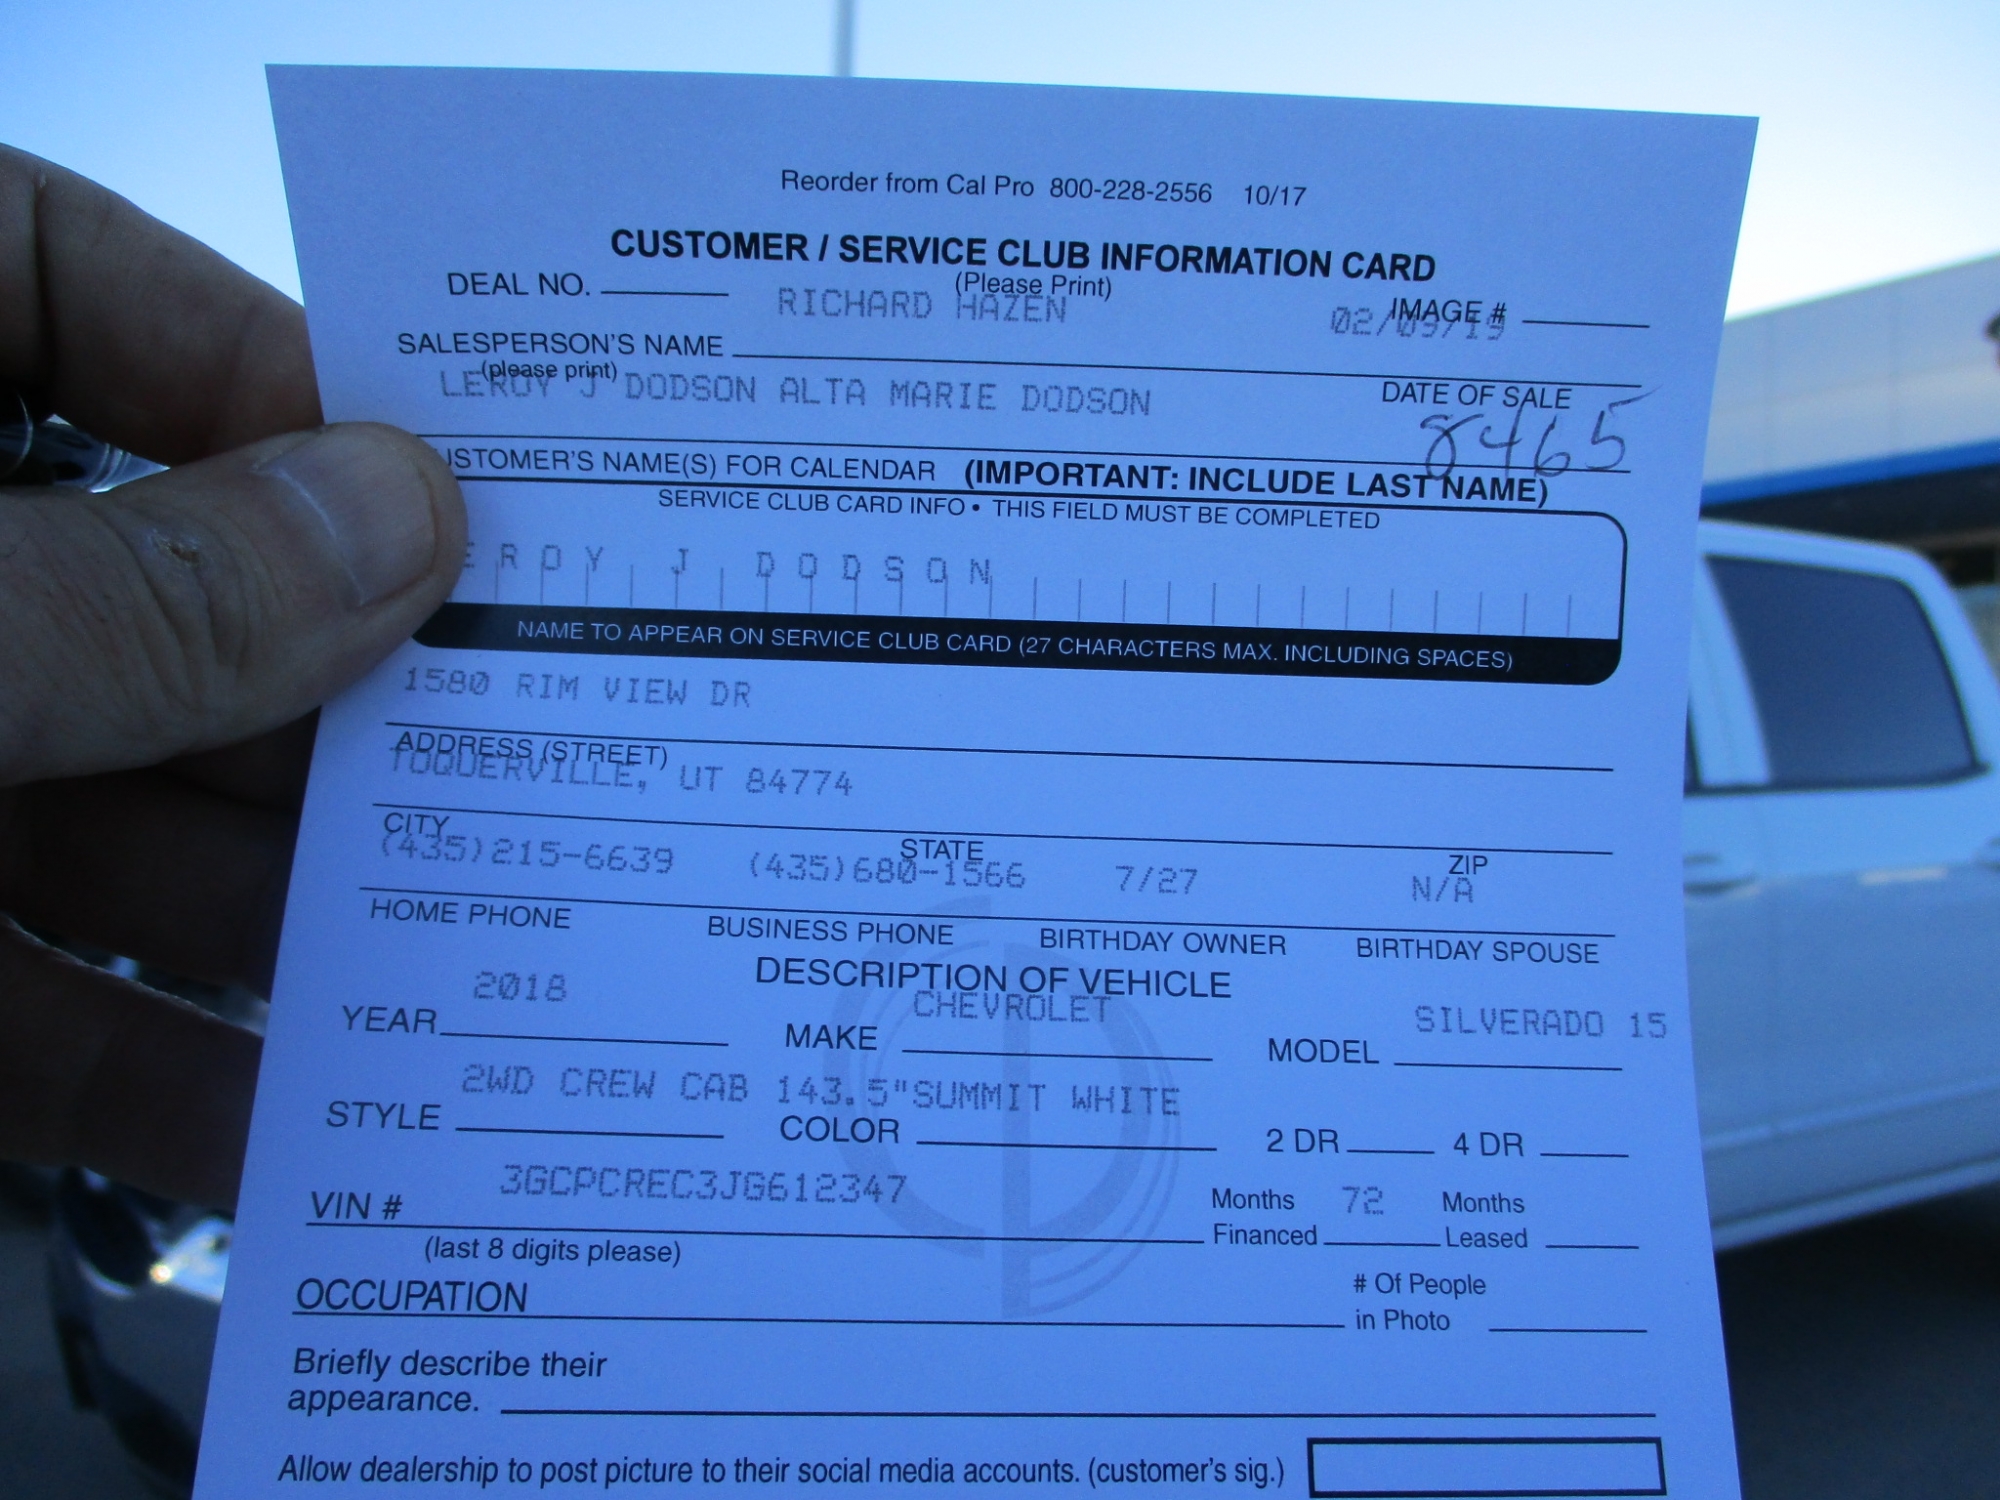 Reorder from Cal Pro 800-228-2556 10/17
CUSTOMER / SERVICE CLUB INFORMATION CARD
(Please Print)
DEAL NO. IMAGE #
RICHARD HAZEN 02/09/19
SALESPERSON'S NAME
(please print) DATE OF SALE
LEROY J DODSON ALTA MARIE DODSON
8465
USTOMER'S NAME(S) FOR CALENDAR (IMPORTANT: INCLUDE LAST NAME)
SERVICE CLUB CARD INFO • THIS FIELD MUST BE COMPLETED
EROY J DODSON
NAME TO APPEAR ON SERVICE CLUB CARD (27 CHARACTERS MAX. INCLUDING SPACES)
1580 RIM VIEW DR
ADDRESS (STREET)
TOQUERVILLE, UT 84774
CITY STATE ZIP
(435)215-6639 (435)680-1566 7/27 N/A
HOME PHONE BUSINESS PHONE BIRTHDAY OWNER BIRTHDAY SPOUSE
DESCRIPTION OF VEHICLE
2018 CHEVROLET SILVERADO 15
YEAR MAKE MODEL
2WD CREW CAB 143.5"SUMMIT WHITE
STYLE COLOR 2 DR 4 DR
3GCPCREC3JG612347
VIN # Months Financed 72 Months Leased
(last 8 digits please)
OCCUPATION # Of People in Photo
Briefly describe their
appearance.
Allow dealership to post picture to their social media accounts. (customer's sig.)